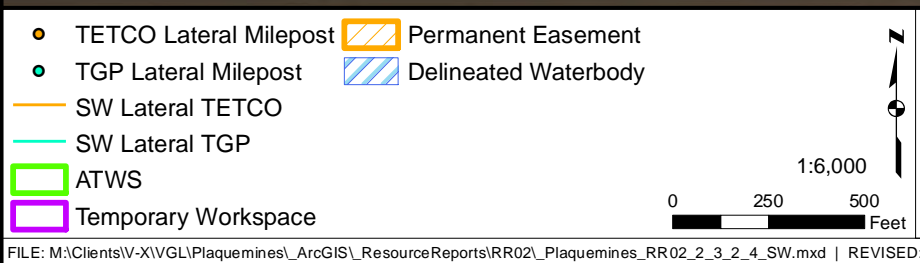 TETCO Lateral Milepost Permanent Easement
TGP Lateral Milepost Delineated Waterbody
SW Lateral TETCO
SW Lateral TGP
ATWS
Temporary Workspace
N
1:6,000
0 250 500
Feet
FILE: M:\Clients\V-X\VGL\Plaquemines\_ArcGIS\_ResourceReports\RR02\_Plaquemines_RR02_2_3_2_4_SW.mxd | REVISED